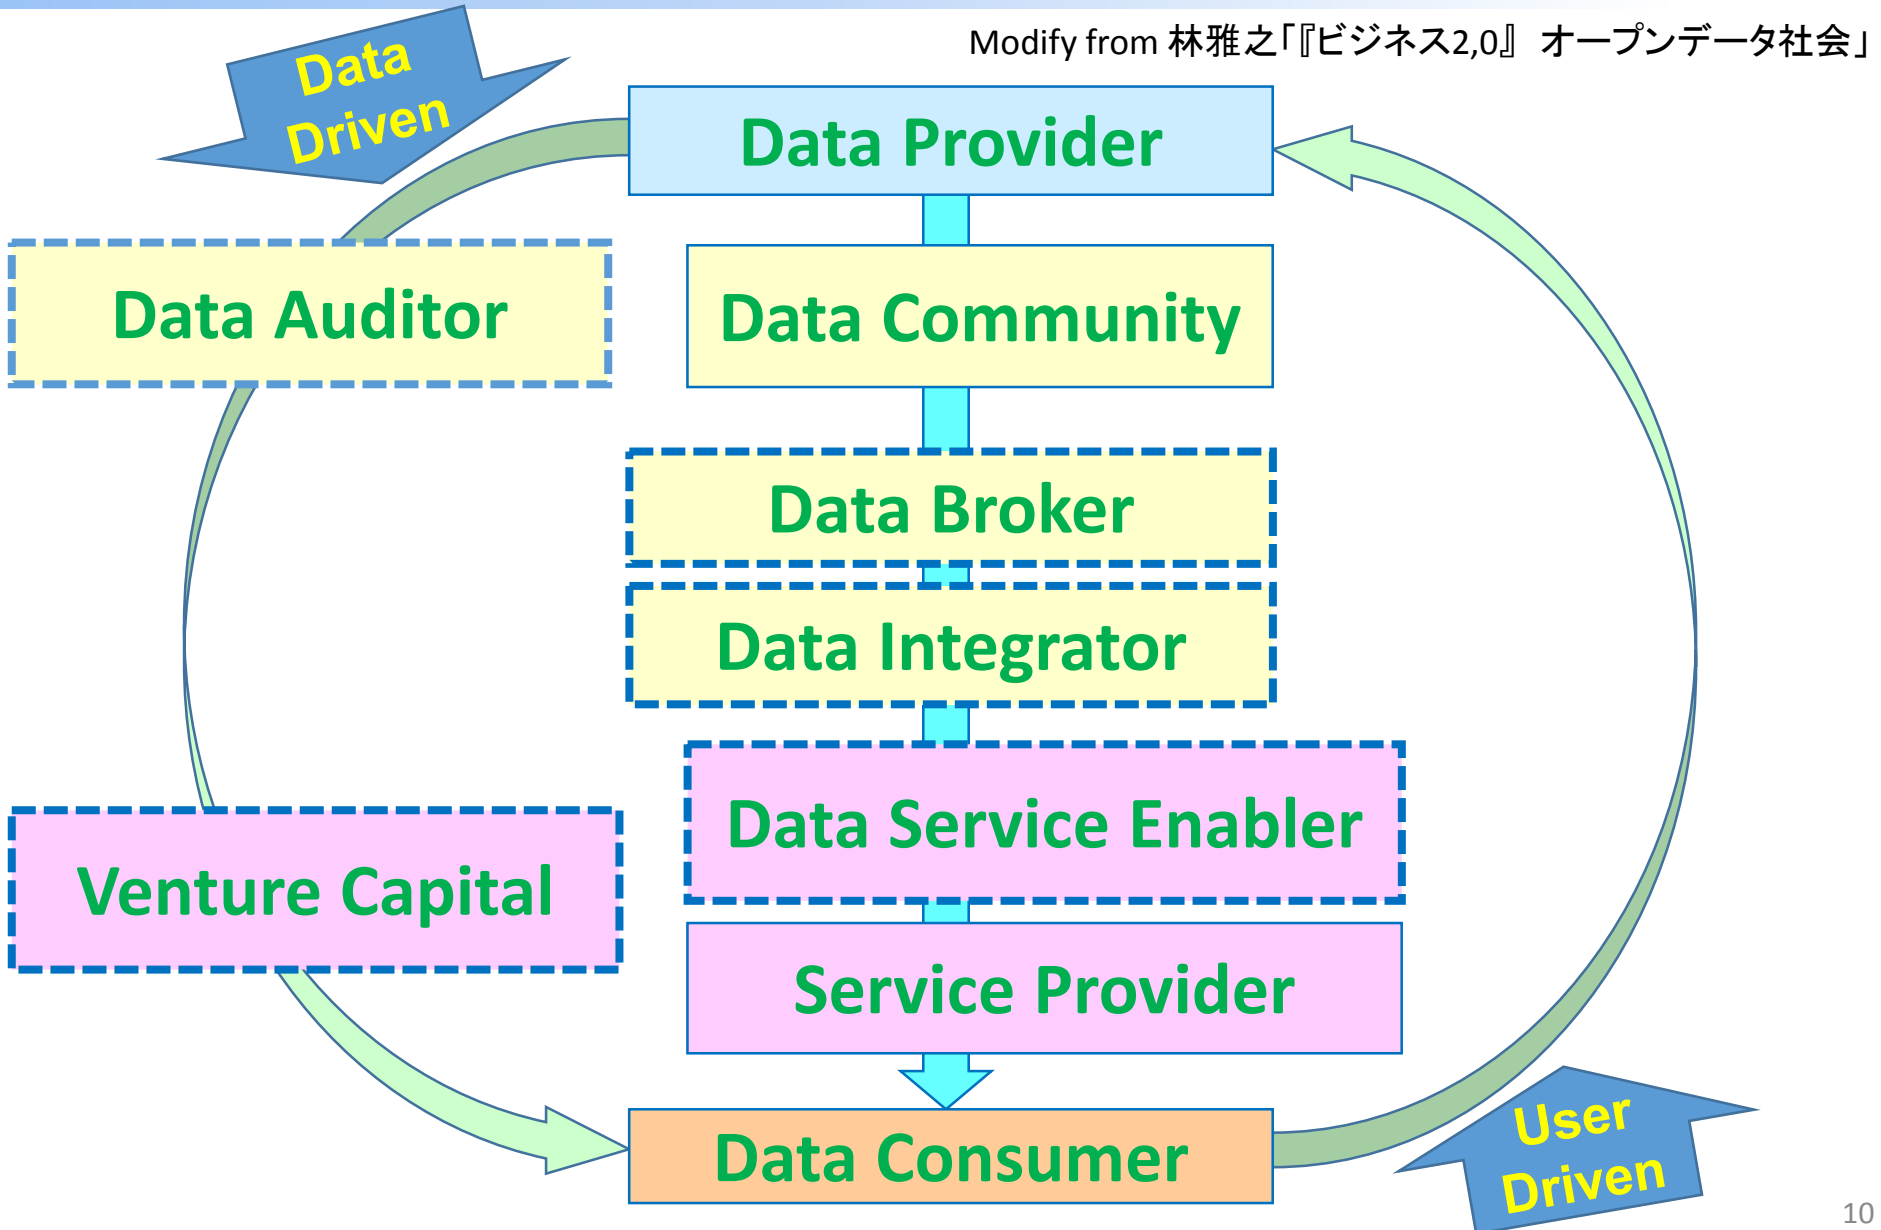 Modify from 林雅之「『ビジネス2,0』 オープンデータ社会」
Data
Driven
Data Provider
Data Auditor
Data Community
Data Broker
Data Integrator
Data Service Enabler
Venture Capital
Service Provider
Data Consumer
User
Driven
10